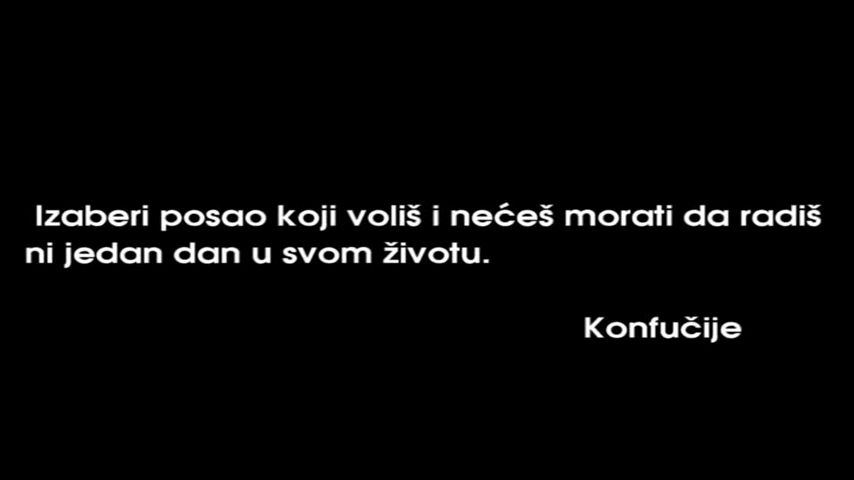 Izaberi posao koji voliš i nećeš morati da radiš
ni jedan dan u svom životu.
Konfučije